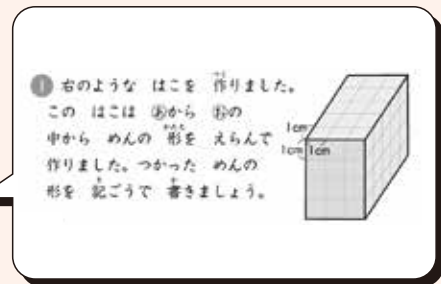 1 右のような はこを 作りました。
この はこは あから かの
中から めんの 形を えらんで
作りました。つかった めんの
形を 記ごうで 書きましょう。
1cm
1cm 1cm